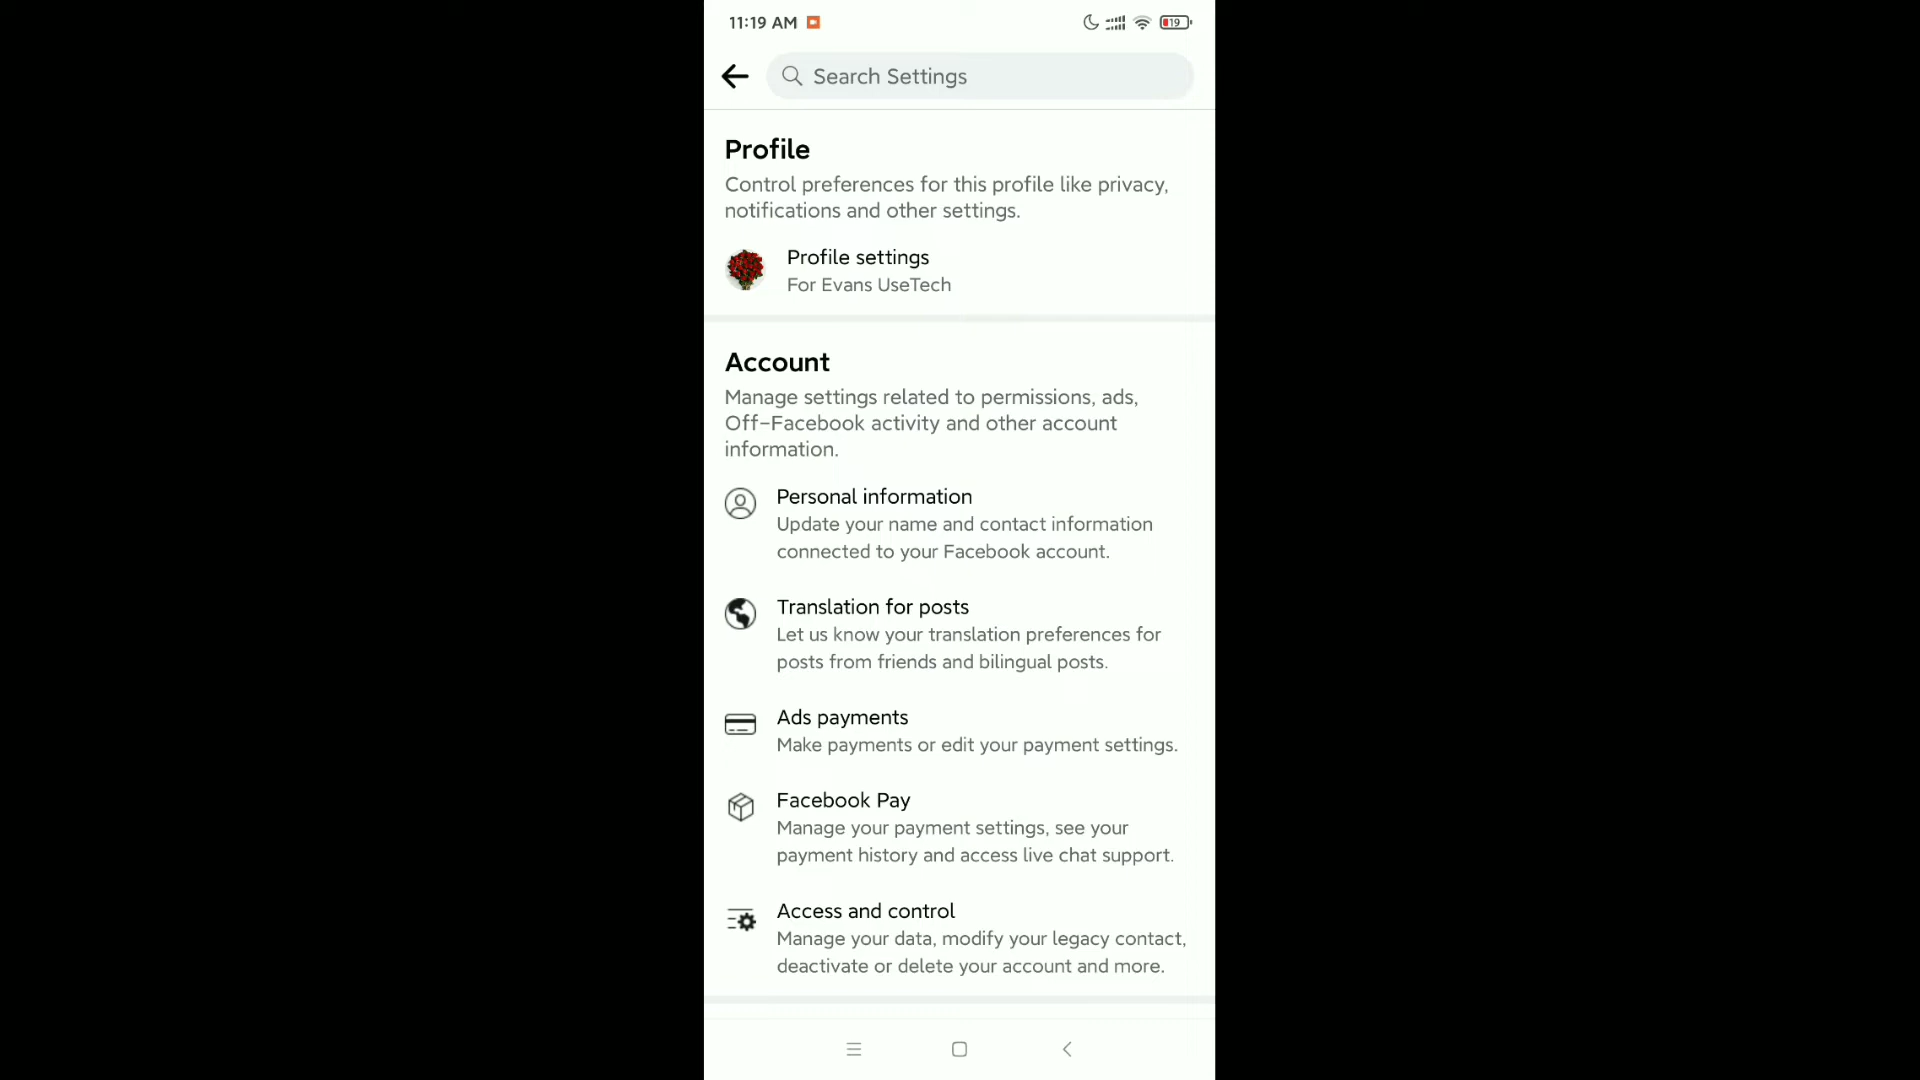 11:19 AM
19
Search Settings
Profile
Control preferences for this profile like privacy,
notifications and other settings.
Profile settings
For Evans UseTech
Account
Manage settings related to permissions, ads,
Off-Facebook activity and other account
information.
Personal information
Update your name and contact information
connected to your Facebook account.
Translation for posts
Let us know your translation preferences for
posts from friends and bilingual posts.
Ads payments
Make payments or edit your payment settings.
Facebook Pay
Manage your payment settings, see your
payment history and access live chat support.
Access and control
Manage your data, modify your legacy contact,
deactivate or delete your account and more.